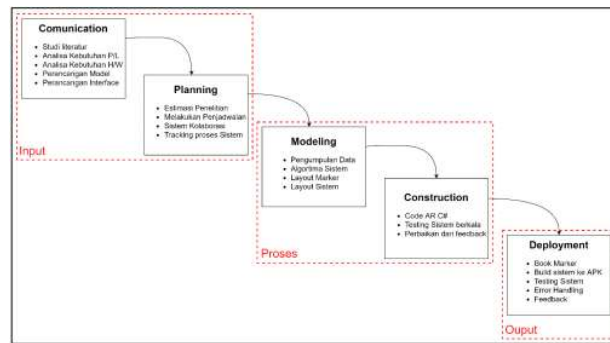 Comunication
• Studi literatur
• Analisa Kebutuhan P/L
• Analisa Kebutuhan H/W
• Perancangan Model
• Perancangan Interface
Planning
• Estimasi Penelitian
• Melakukan Penjadwalan
• Sistem Kolaborasi
• Tracking proses Sistem
Input
Modeling
• Pengumpulan Data
• Algortima Sistem
• Layout Marker
• Layout Sistem
Construction
• Code AR C#
• Testing Sistem berkala
• Perbaikan dari feedback
Proses
Deployment
• Book Marker
• Build sistem ke APK
• Testing Sistem
• Error Handling
• Feedback
Ouput